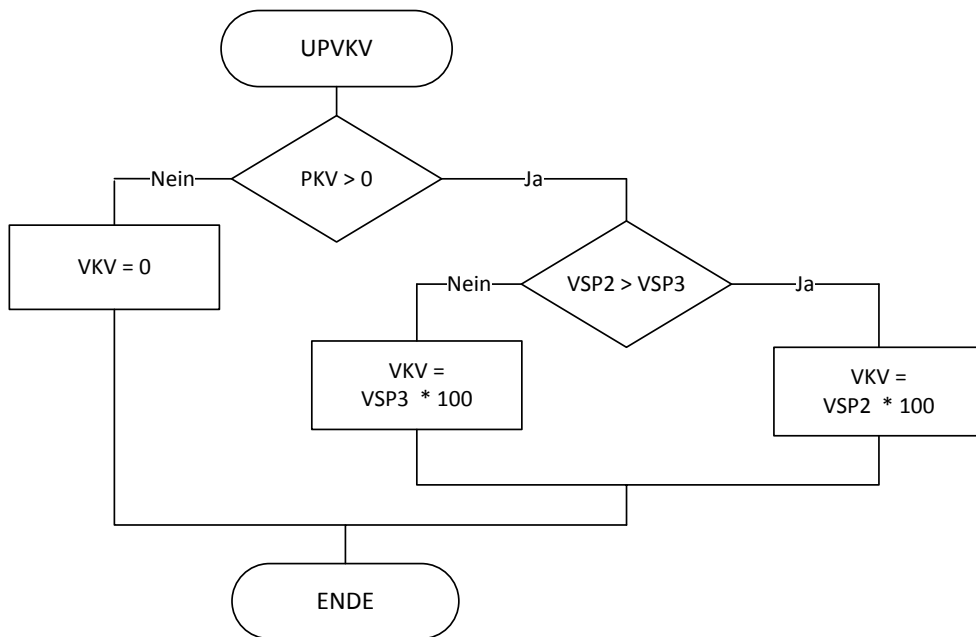 UPVKV
PKV > 0
Nein
Ja
VKV = 0
VSP2 > VSP3
Nein
Ja
VKV =
VSP3 * 100
VKV =
VSP2 * 100
ENDE